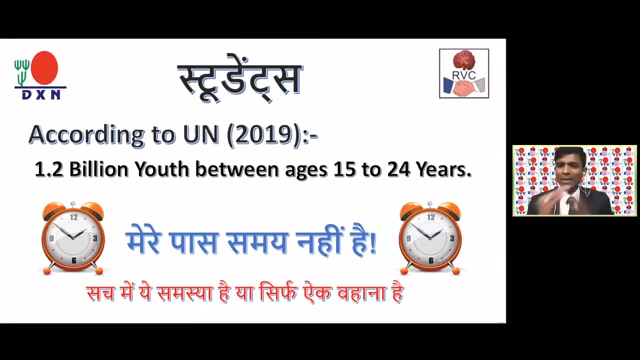 DXN
स्टूडेंट्स
RVC
According to UN (2019):-
1.2 Billion Youth between ages 15 to 24 Years.
मेरे पास समय नहीं है!
सच में ये समस्या है या सिर्फ ऐक वहाना है